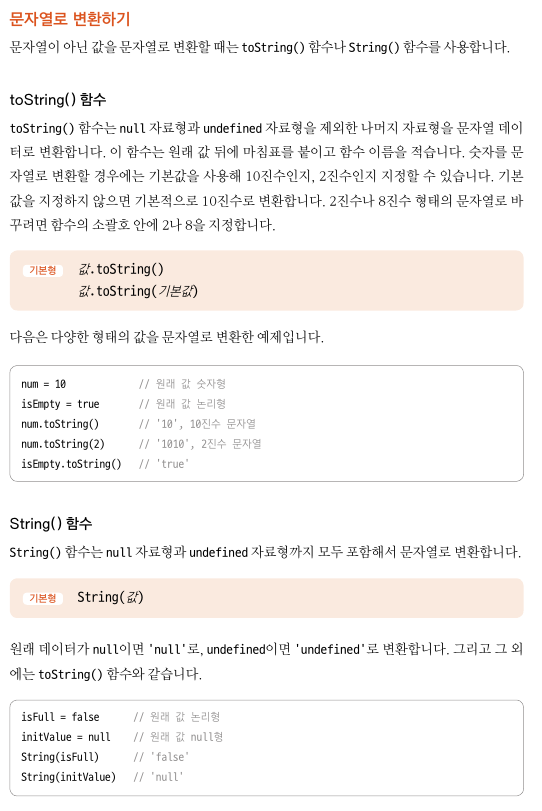 문자열로 변환하기
문자열이 아닌 값을 문자열로 변환할 때는 toString() 함수나 String() 함수를 사용합니다.
toString() 함수
toString() 함수는 null 자료형과 undefined 자료형을 제외한 나머지 자료형을 문자열 데이
터로 변환합니다. 이 함수는 원래 값 뒤에 마침표를 붙이고 함수 이름을 적습니다. 숫자를 문
자열로 변환할 경우에는 기본값을 사용해 10진수인지, 2진수인지 지정할 수 있습니다. 기본
값을 지정하지 않으면 기본적으로 10진수로 변환합니다. 2진수나 8진수 형태의 문자열로 바
꾸려면 함수의 소괄호 안에 2나 8을 지정합니다.
기본형 값.toString()
값.toString(기본값)
다음은 다양한 형태의 값을 문자열로 변환한 예제입니다.
num = 10 // 원래 값 숫자형
isEmpty = true // 원래 값 논리형
num.toString() // '10', 10진수 문자열
num.toString(2) // '1010', 2진수 문자열
isEmpty.toString() // 'true'
String() 함수
String() 함수는 null 자료형과 undefined 자료형까지 모두 포함해서 문자열로 변환합니다.
기본형 String(값)
원래 데이터가 null이면 'null'로, undefined이면 'undefined'로 변환합니다. 그리고 그 외
에는 toString() 함수와 같습니다.
isFull = false // 원래 값 논리형
initValue = null // 원래 값 null형
String(isFull) // 'false'
String(initValue) // 'null'